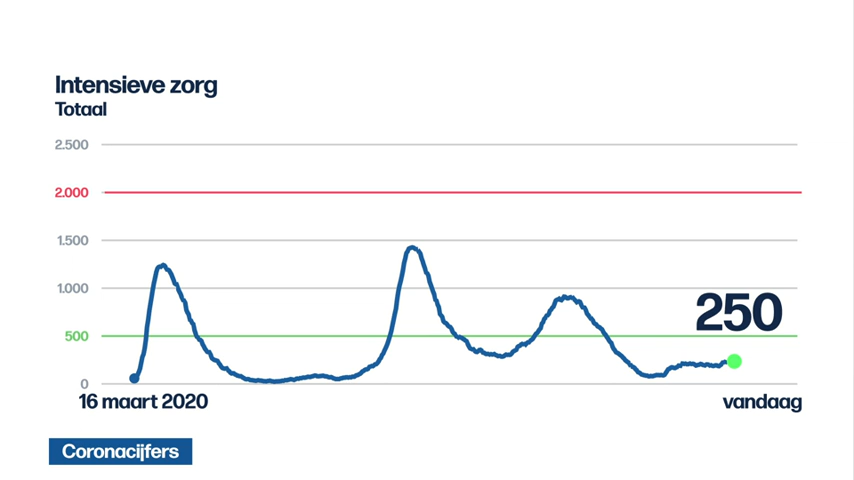 Intensieve zorg
Totaal
2.500
2.000
1.500
1.000
500
0
250
16 maart 2020
vandaag
Coronacijfers